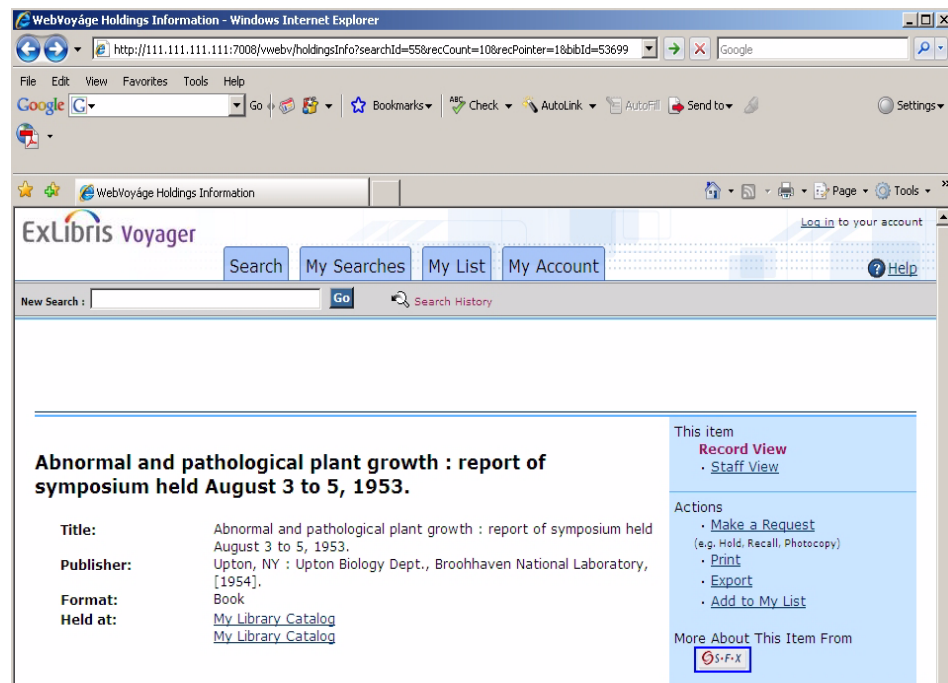 WebVoyáge Holdings Information - Windows Internet Explorer
http://111.111.111.111:7008/vwebv/holdingsInfo?searchId=55&recCount=10&recPointer=1&bibId=53699
Google
File Edit View Favorites Tools Help
Google G Go Bookmarks ABC Check AutoLink AutoFill Send to Settings
WebVoyáge Holdings Information
Page Tools »
ExLibris Voyager
Log in to your account
Search My Searches My List My Account
Help
New Search : Go Search History
Abnormal and pathological plant growth : report of
symposium held August 3 to 5, 1953.
Title: Abnormal and pathological plant growth : report of symposium held
August 3 to 5, 1953.
Publisher: Upton, NY : Upton Biology Dept., Broohhaven National Laboratory,
[1954].
Format: Book
Held at: My Library Catalog
My Library Catalog
This item
Record View
· Staff View
Actions
· Make a Request
(e.g. Hold, Recall, Photocopy)
· Print
· Export
· Add to My List
More About This Item From
S·F·X